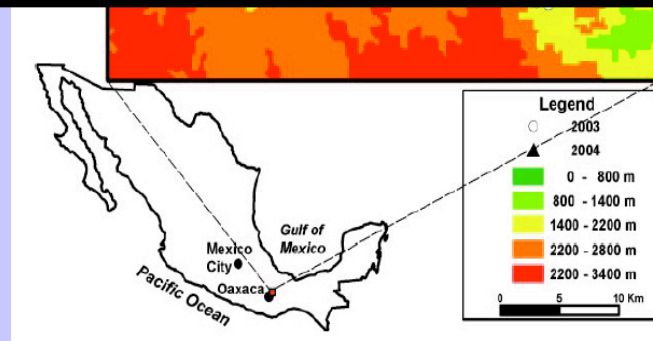 Legend
2003
2004
0 - 800 m
800 - 1400 m
1400 - 2200 m
2200 - 2800 m
2200 - 3400 m
0 5 10 Km
Gulf of
Mexico
Mexico
City
Oaxaca
Pacific Ocean